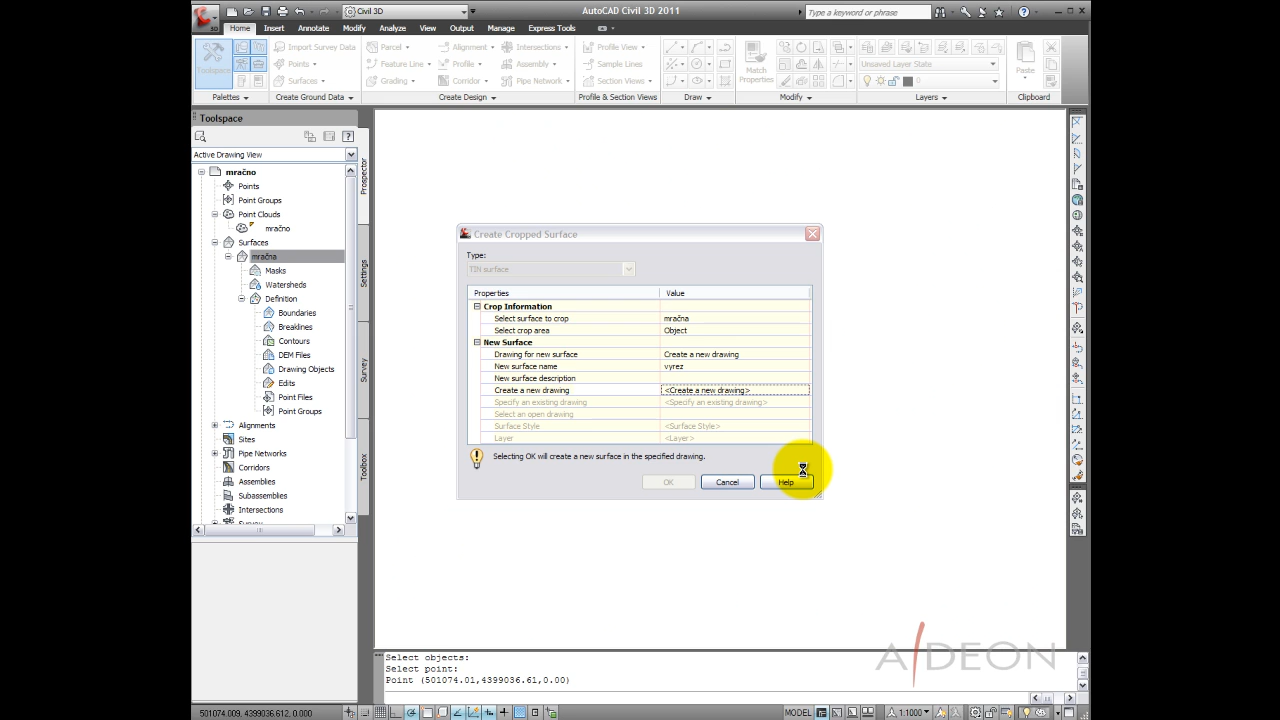 Civil 3D
AutoCAD Civil 3D 2011
Type a keyword or phrase
Home Insert Annotate Modify Analyze View Output Manage Express Tools
Toolspace
Import Survey Data
Points
Surfaces
Parcel
Feature Line
Grading
Alignment
Profile
Corridor
Intersections
Assembly
Pipe Network
Profile View
Sample Lines
Section Views
Match
Properties
Unsaved Layer State
0
Paste
Palettes
Create Ground Data
Create Design
Profile & Section Views
Draw
Modify
Layers
Clipboard
Toolspace
Active Drawing View
mračno
Points
Point Groups
Point Clouds
mračno
Surfaces
mračna
Masks
Watersheds
Definition
Boundaries
Breaklines
Contours
DEM Files
Drawing Objects
Edits
Point Files
Point Groups
Alignments
Sites
Pipe Networks
Corridors
Assemblies
Subassemblies
Intersections
Survey
Prospector
Settings
Survey
Toolbox
Create Cropped Surface
Type:
TIN surface
Properties Value
Crop Information
Select surface to crop mračna
Select crop area Object
New Surface
Drawing for new surface Create a new drawing
New surface name vyrez
New surface description
Create a new drawing <Create a new drawing>
Specify an existing drawing <Specify an existing drawing>
Select an open drawing
Surface Style <Surface Style>
Layer <Layer>
Selecting OK will create a new surface in the specified drawing.
OK Cancel Help
AIDEON
Select objects:
Select point:
Point (501074.01,4399036.61,0.00)
501074.009, 4399036.612, 0.000
MODEL
1:1000